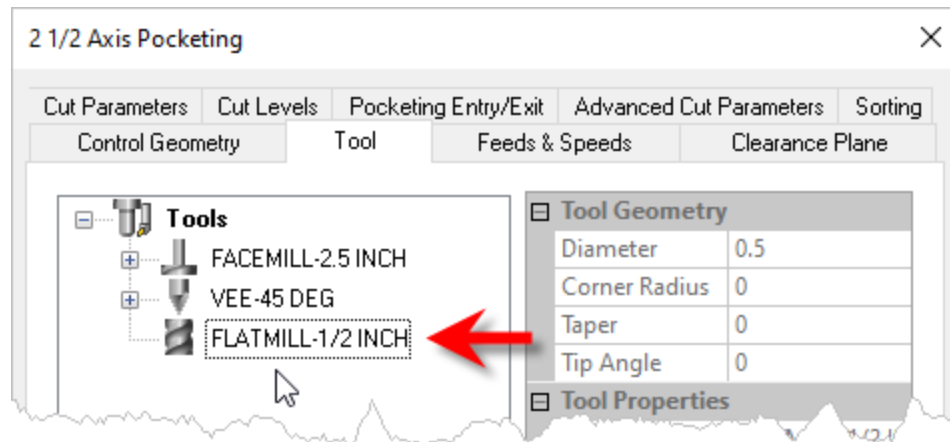 2 1/2 Axis Pocketing
Cut Parameters Cut Levels Pocketing Entry/Exit Advanced Cut Parameters Sorting
Control Geometry Tool Feeds & Speeds Clearance Plane
Tools
FACEMILL-2.5 INCH
VEE-45 DEG
FLATMILL-1/2 INCH
Tool Geometry
Diameter 0.5
Corner Radius 0
Taper 0
Tip Angle 0
Tool Properties